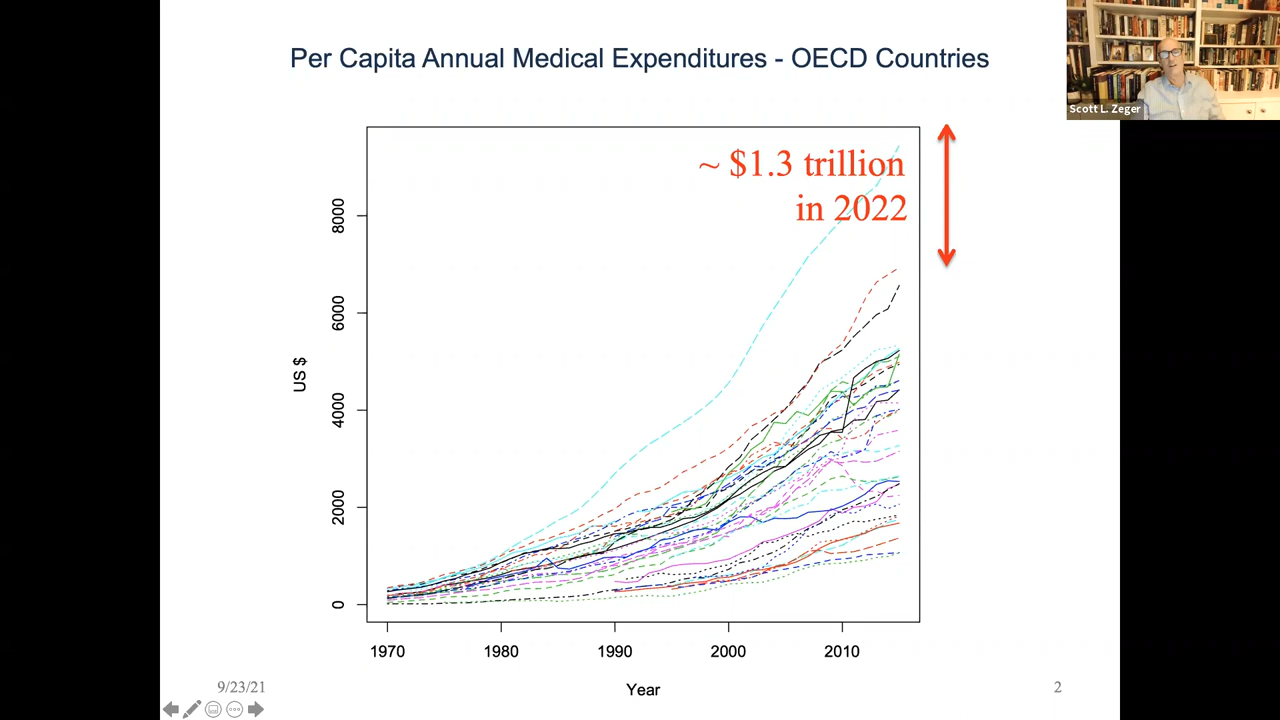 Per Capita Annual Medical Expenditures - OECD Countries
Scott L. Zeger
~ $1.3 trillion
in 2022
8000
6000
4000
2000
0
US $
1970 1980 1990 2000 2010
Year
9/23/21
2